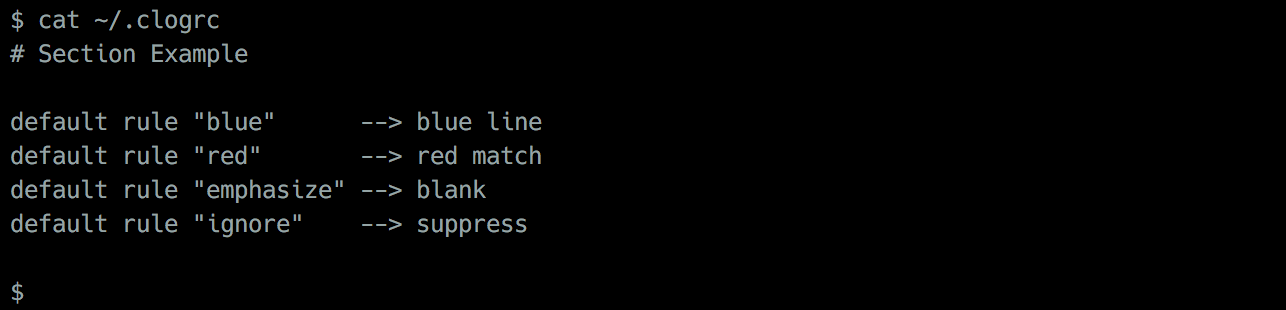 $ cat ~/.clogrc
# Section Example
default rule "blue"      --> blue line
default rule "red"       --> red match
default rule "emphasize" --> blank
default rule "ignore"    --> suppress
$